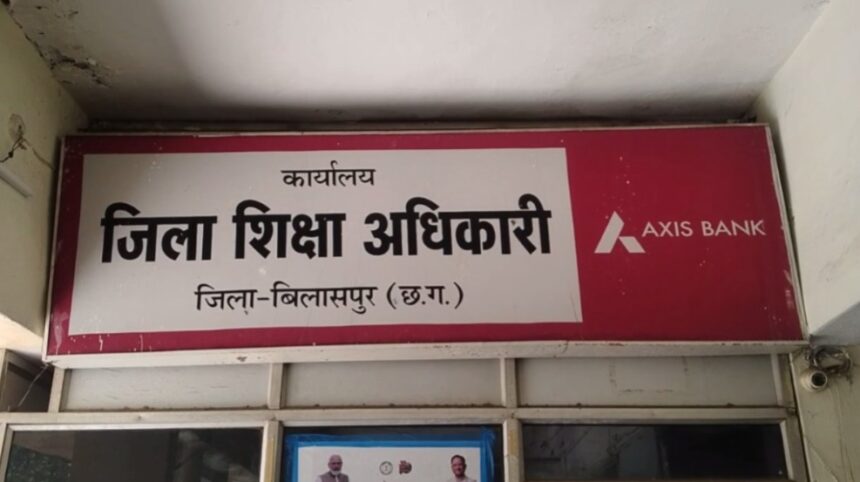 कार्यालय
जिला शिक्षा अधिकारी
जिला-बिलासपुर (छ.ग.)
AXIS BANK